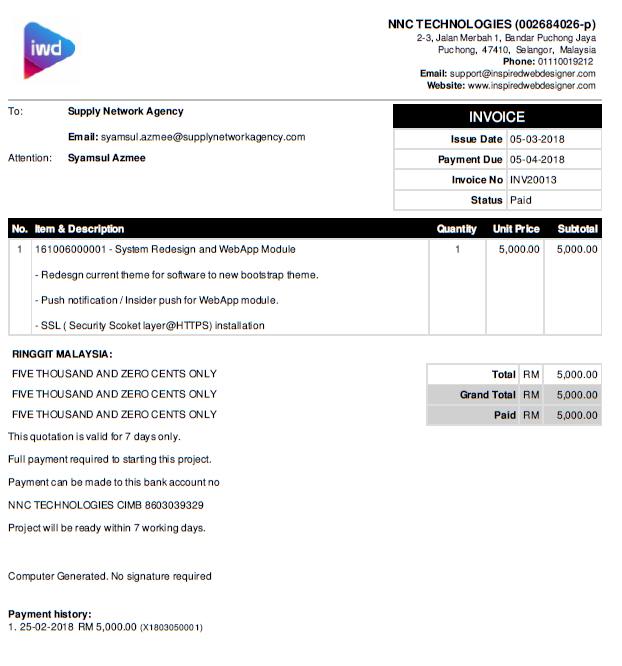 iwd
NNC TECHNOLOGIES (002684026-p)
2-3, Jalan Merbah 1, Bandar Puchong Jaya
Puchong, 47410, Selangor, Malaysia
Phone: 01110019212
Email: support@inspiredwebdesigner.com
Website: www.inspiredwebdesigner.com
To: Supply Network Agency
Email: syamsul.azmee@supplynetworkagency.com
Attention: Syamsul Azmee
INVOICE
Issue Date 05-03-2018
Payment Due 05-04-2018
Invoice No INV20013
Status Paid
No. Item & Description Quantity Unit Price Subtotal
1 161006000001 - System Redesign and WebApp Module 1 5,000.00 5,000.00
- Redesgn current theme for software to new bootstrap theme.
- Push notification / Insider push for WebApp module.
- SSL ( Security Scoket layer@HTTPS) installation
RINGGIT MALAYSIA:
FIVE THOUSAND AND ZERO CENTS ONLY Total RM 5,000.00
FIVE THOUSAND AND ZERO CENTS ONLY Grand Total RM 5,000.00
FIVE THOUSAND AND ZERO CENTS ONLY Paid RM 5,000.00
This quotation is valid for 7 days only.
Full payment required to starting this project.
Payment can be made to this bank account no
NNC TECHNOLOGIES CIMB 8603039329
Project will be ready within 7 working days.
Computer Generated. No signature required
Payment history:
1. 25-02-2018 RM 5,000.00 (X1803050001)